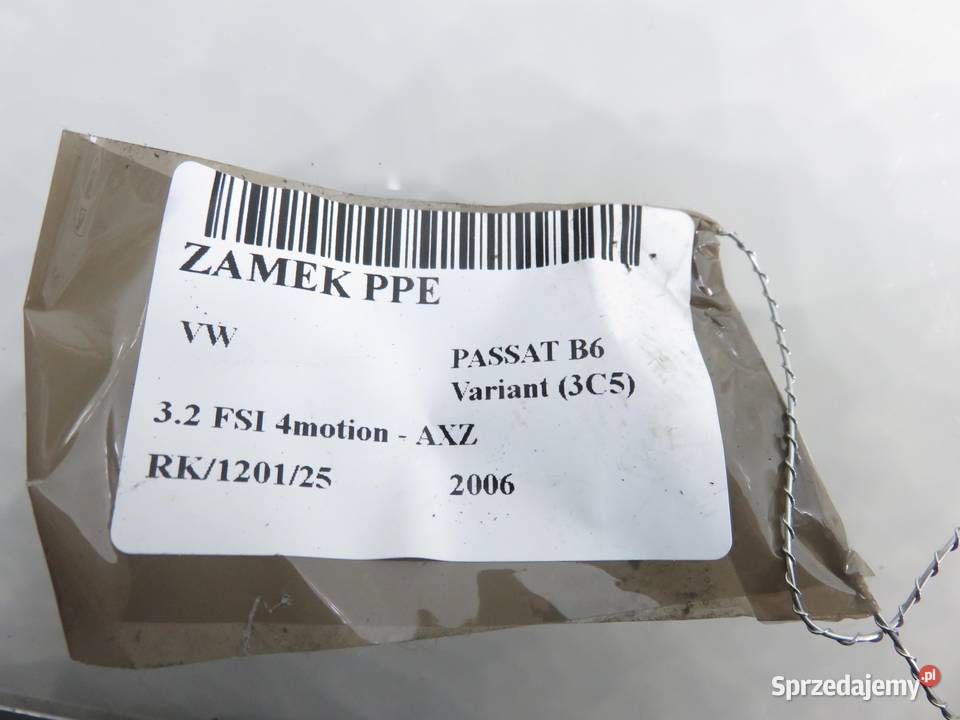 ZAMEK PPE
VW
PASSAT B6
Variant (3C5)
3.2 FSI 4motion - AXZ
RK/1201/25
2006
Sprzedajemy.pl